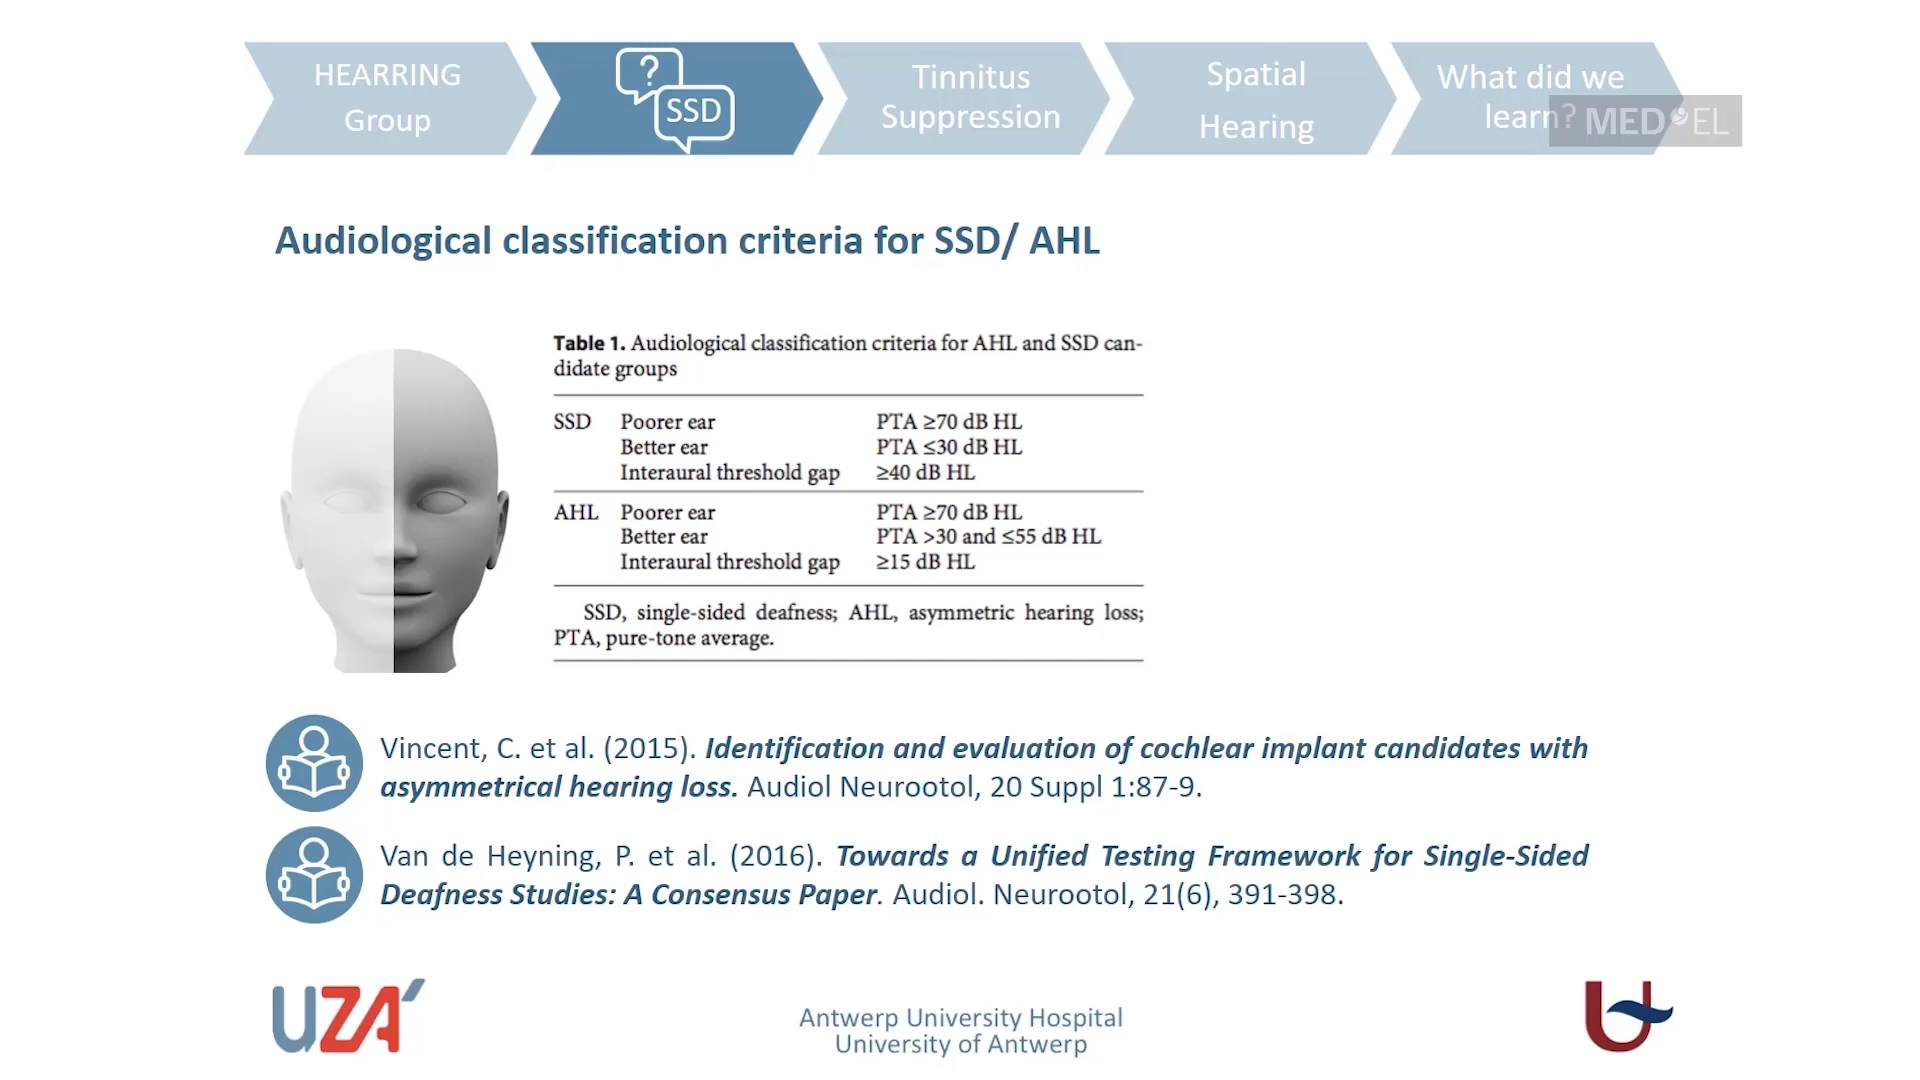 HEARRING
Group
?
SSD
Tinnitus
Suppression
Spatial
Hearing
What did we
learn?
MED EL
Audiological classification criteria for SSD/ AHL
Table 1. Audiological classification criteria for AHL and SSD can-
didate groups
SSD Poorer ear PTA ≥70 dB HL
Better ear PTA ≤30 dB HL
Interaural threshold gap ≥40 dB HL
AHL Poorer ear PTA ≥70 dB HL
Better ear PTA >30 and ≤55 dB HL
Interaural threshold gap ≥15 dB HL
SSD, single-sided deafness; AHL, asymmetric hearing loss;
PTA, pure-tone average.
Vincent, C. et al. (2015). Identification and evaluation of cochlear implant candidates with
asymmetrical hearing loss. Audiol Neurootol, 20 Suppl 1:87-9.
Van de Heyning, P. et al. (2016). Towards a Unified Testing Framework for Single-Sided
Deafness Studies: A Consensus Paper. Audiol. Neurootol, 21(6), 391-398.
UZA
Antwerp University Hospital
University of Antwerp